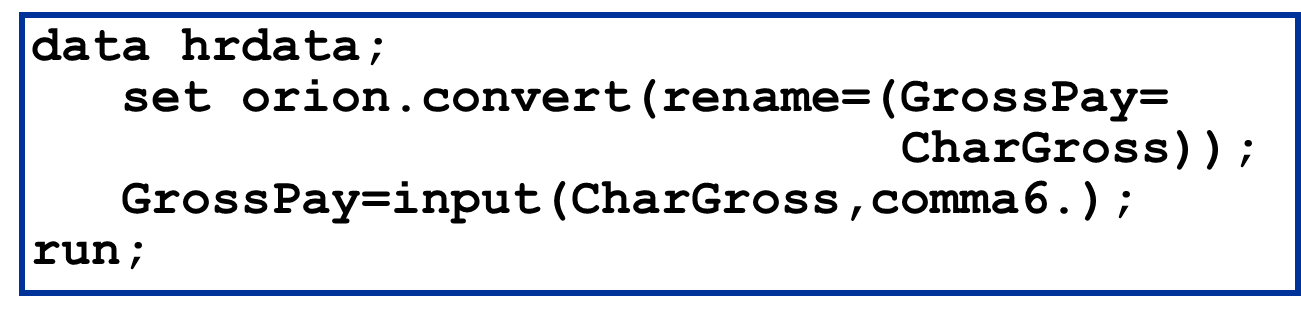 data hrdata;
set orion.convert(rename=(GrossPay=
CharGross));
GrossPay=input(CharGross,comma6.);
run;